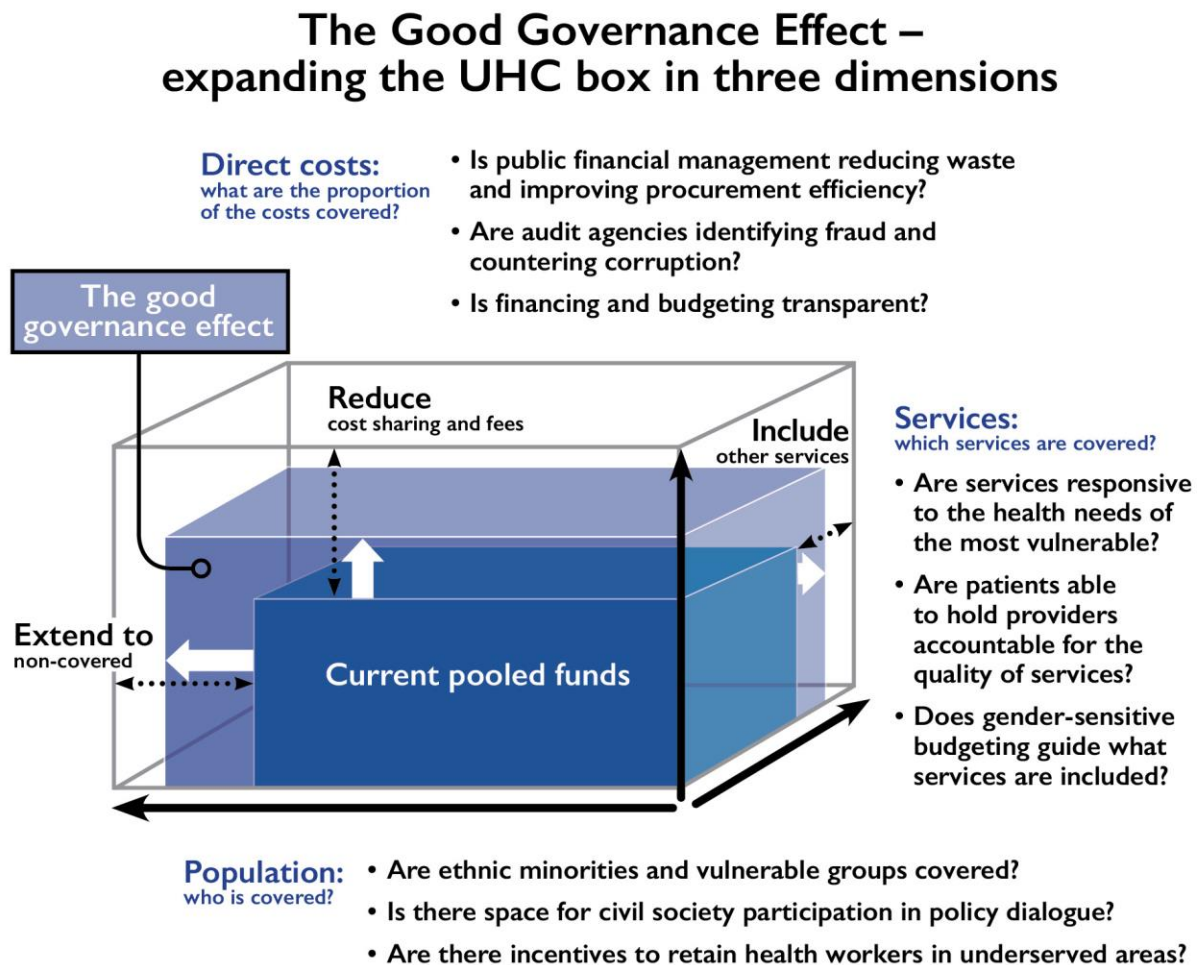 The Good Governance Effect –
expanding the UHC box in three dimensions
Direct costs:
what are the proportion
of the costs covered?
• Is public financial management reducing waste
and improving procurement efficiency?
• Are audit agencies identifying fraud and
countering corruption?
• Is financing and budgeting transparent?
The good
governance effect
Reduce
cost sharing and fees
Include
other services
Services:
which services are covered?
• Are services responsive
to the health needs of
the most vulnerable?
• Are patients able
to hold providers
accountable for the
quality of services?
• Does gender-sensitive
budgeting guide what
services are included?
Extend to
non-covered
Current pooled funds
Population:
who is covered?
• Are ethnic minorities and vulnerable groups covered?
• Is there space for civil society participation in policy dialogue?
• Are there incentives to retain health workers in underserved areas?